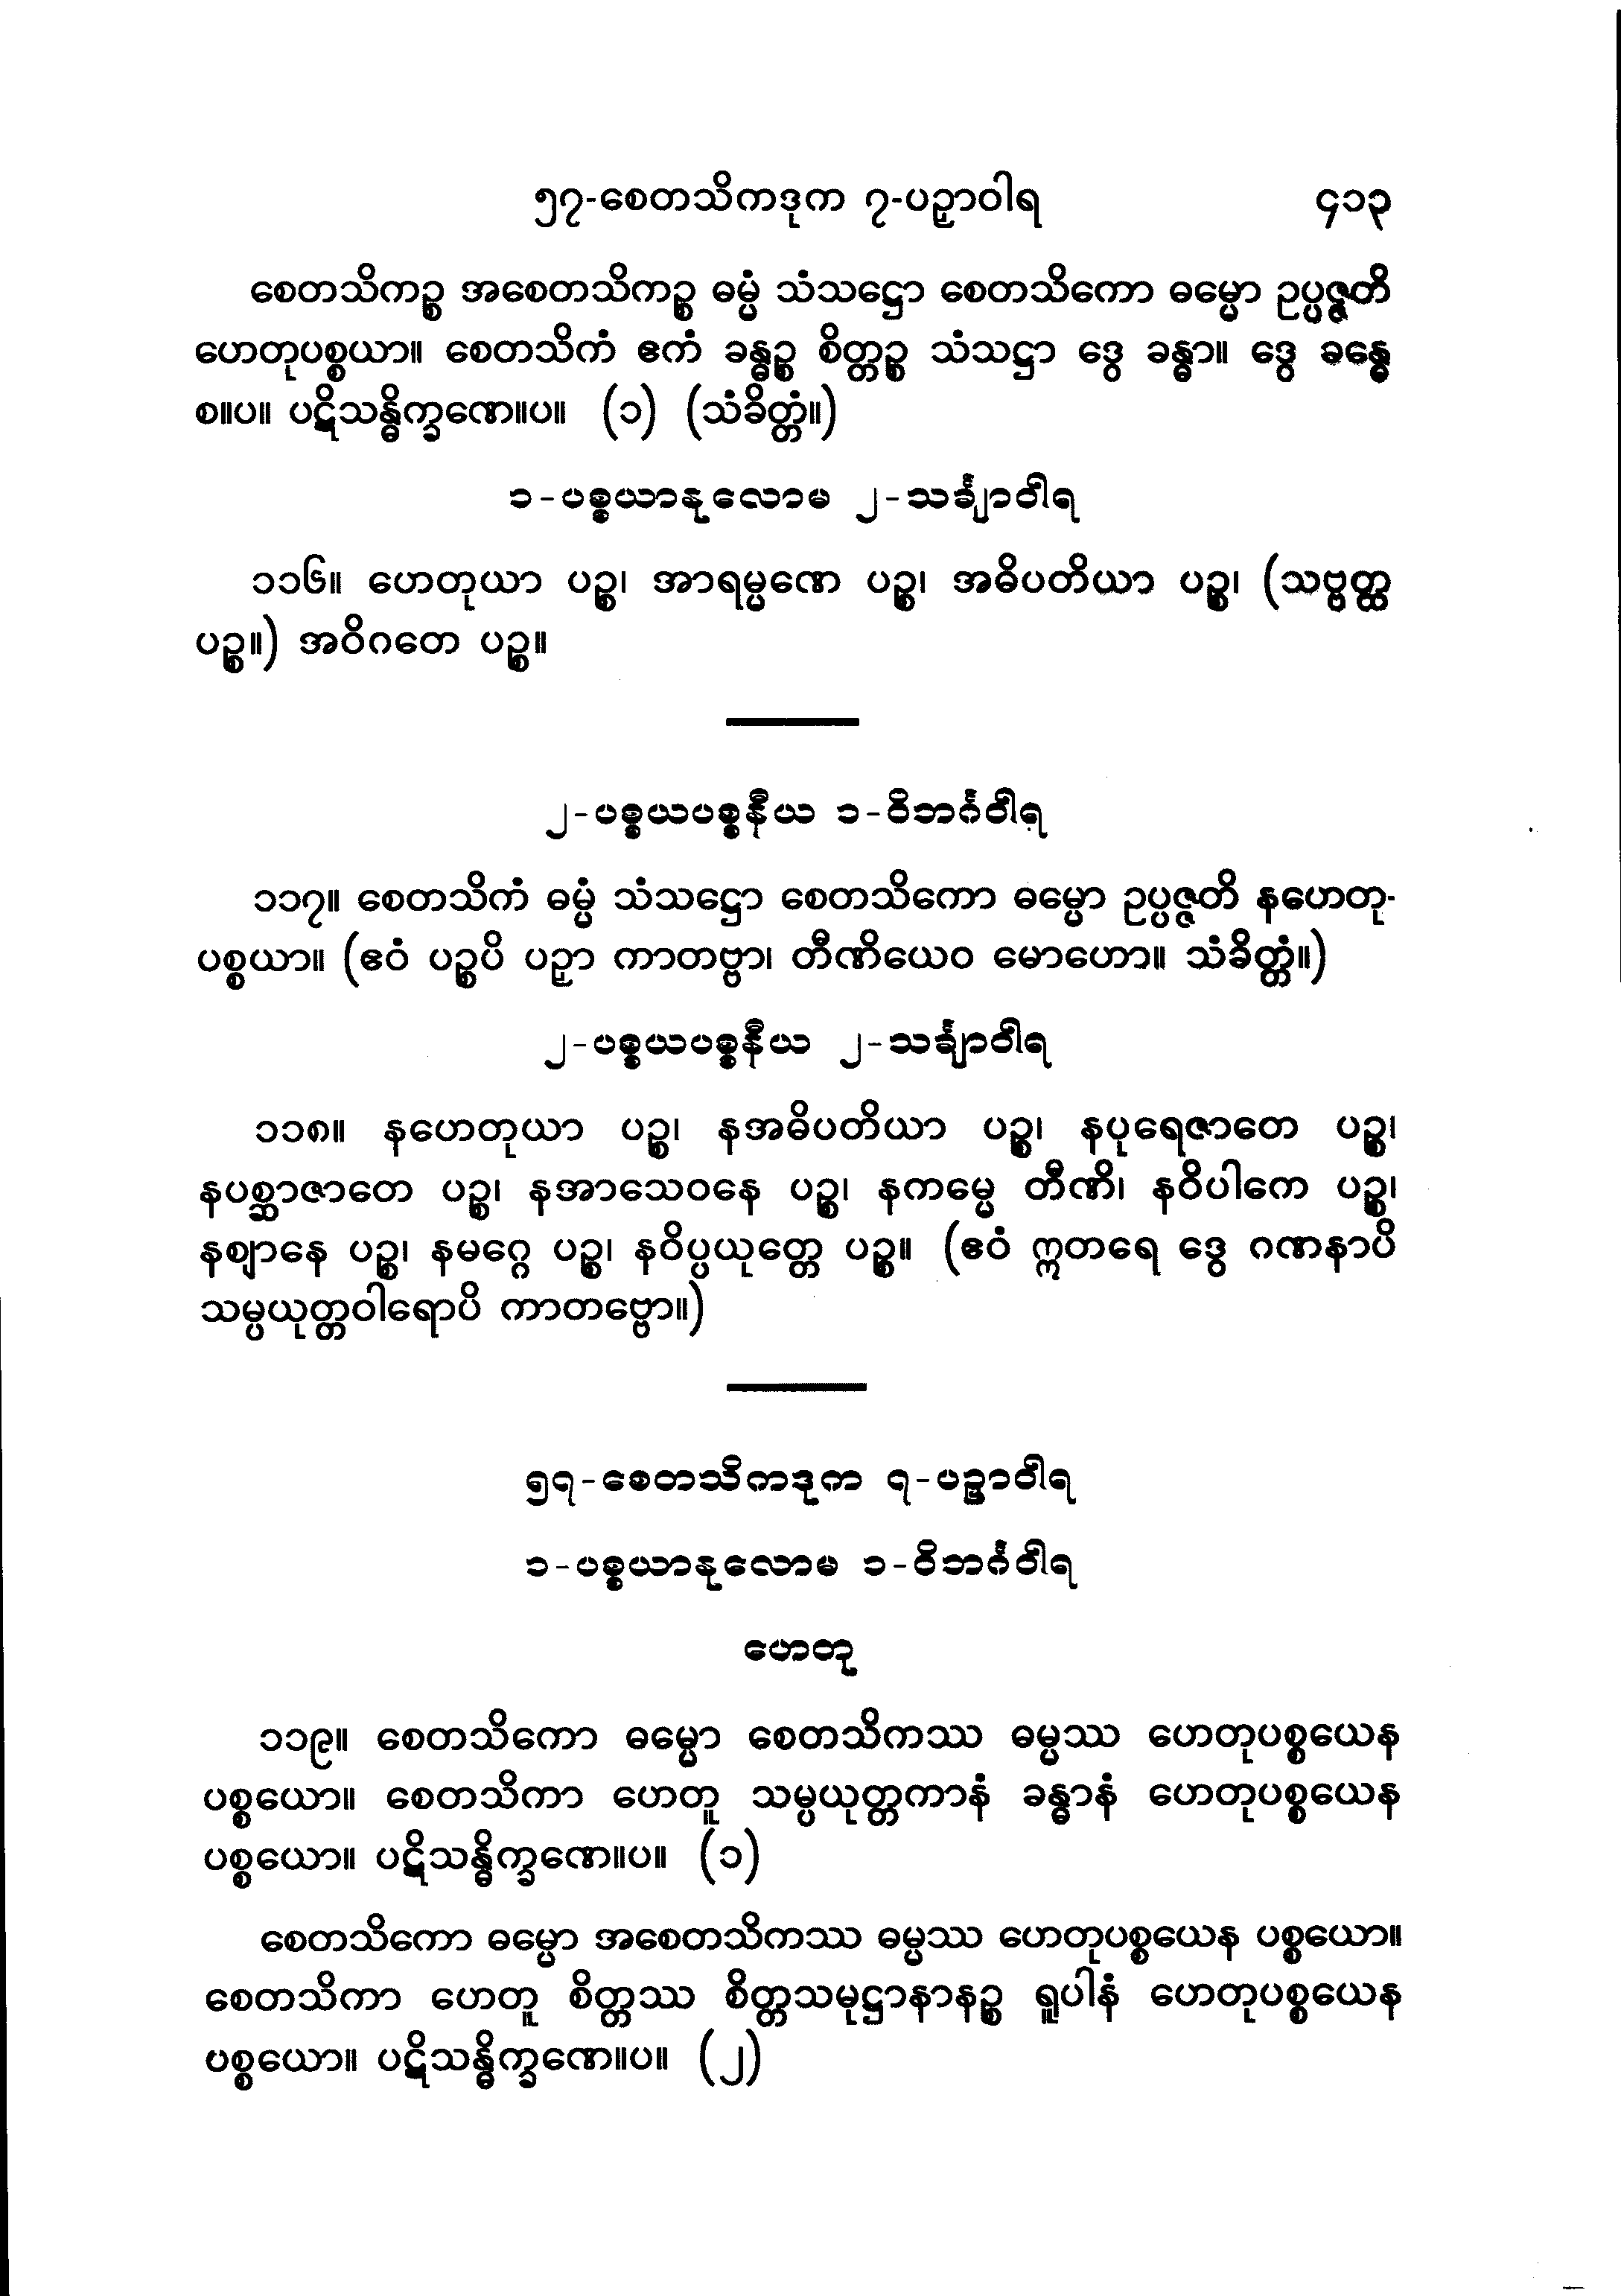 ၅၇-စေတသိကဒုက ၇-ပဉှာဝါရ ၄၁၃
စေတသိကဉ္စ အစေတသိကဉ္စ ဓမ္မံ သံသဋ္ဌော စေတသိကော ဓမ္မော ဥပ္ပဇ္ဇတိ
ဟေတုပစ္စယာ။ စေတသိကံ ဧကံ ခန္ဓဉ္စ စိတ္တဉ္စ သံသဋ္ဌာ ဒွေ ခန္ဓာ။ ဒွေ ခန္ဓေ
စ။ပ။ ပဋိသန္ဓိက္ခဏေ။ပ။ (၁) (သံခိတ္တံ။)
၁-ပစ္စယာနုလောမ ၂-သင်္ချာဝါရ
၁၁၆။ ဟေတုယာ ပဉ္စ၊ အာရမ္မဏေ ပဉ္စ၊ အဓိပတိယာ ပဉ္စ၊ (သဗ္ဗတ္ထ
ပဉ္စ။) အဝိဂတေ ပဉ္စ။
၂-ပစ္စယပစ္စနီယ ၁-ဝိဘင်္ဂဝါရ
၁၁၇။ စေတသိကံ ဓမ္မံ သံသဋ္ဌော စေတသိကော ဓမ္မော ဥပ္ပဇ္ဇတိ နဟေတု-
ပစ္စယာ။ (ဧဝံ ပဉ္စပိ ပဉှာ ကာတဗ္ဗာ၊ တီဏိယေဝ မောဟော။ သံခိတ္တံ။)
၂-ပစ္စယပစ္စနီယ ၂-သင်္ချာဝါရ
၁၁၈။ နဟေတုယာ ပဉ္စ၊ နအဓိပတိယာ ပဉ္စ၊ နပုရေဇာတေ ပဉ္စ၊
နပစ္ဆာဇာတေ ပဉ္စ၊ နအာသေဝနေ ပဉ္စ၊ နကမ္မေ တီဏိ၊ နဝိပါကေ ပဉ္စ၊
နဈာနေ ပဉ္စ၊ နမဂ္ဂေ ပဉ္စ၊ နဝိပ္ပယုတ္တေ ပဉ္စ။ (ဧဝံ ဣတရေ ဒွေ ဂဏနာပိ
သမ္ပယုတ္တဝါရောပိ ကာတဗ္ဗော။)
၅၇-စေတသိကဒုက ၇-ပဉှာဝါရ
၁-ပစ္စယာနုလောမ ၁-ဝိဘင်္ဂဝါရ
ဟေတု
၁၁၉။ စေတသိကော ဓမ္မော စေတသိကဿ ဓမ္မဿ ဟေတုပစ္စယေန
ပစ္စယော။ စေတသိကာ ဟေတူ သမ္ပယုတ္တကာနံ ခန္ဓာနံ ဟေတုပစ္စယေန
ပစ္စယော။ ပဋိသန္ဓိက္ခဏေ။ပ။ (၁)
စေတသိကော ဓမ္မော အစေတသိကဿ ဓမ္မဿ ဟေတုပစ္စယေန ပစ္စယော။
စေတသိကာ ဟေတူ စိတ္တဿ စိတ္တသမုဋ္ဌာနာနဉ္စ ရူပါနံ ဟေတုပစ္စယေန
ပစ္စယော။ ပဋိသန္ဓိက္ခဏေ။ပ။ (၂)